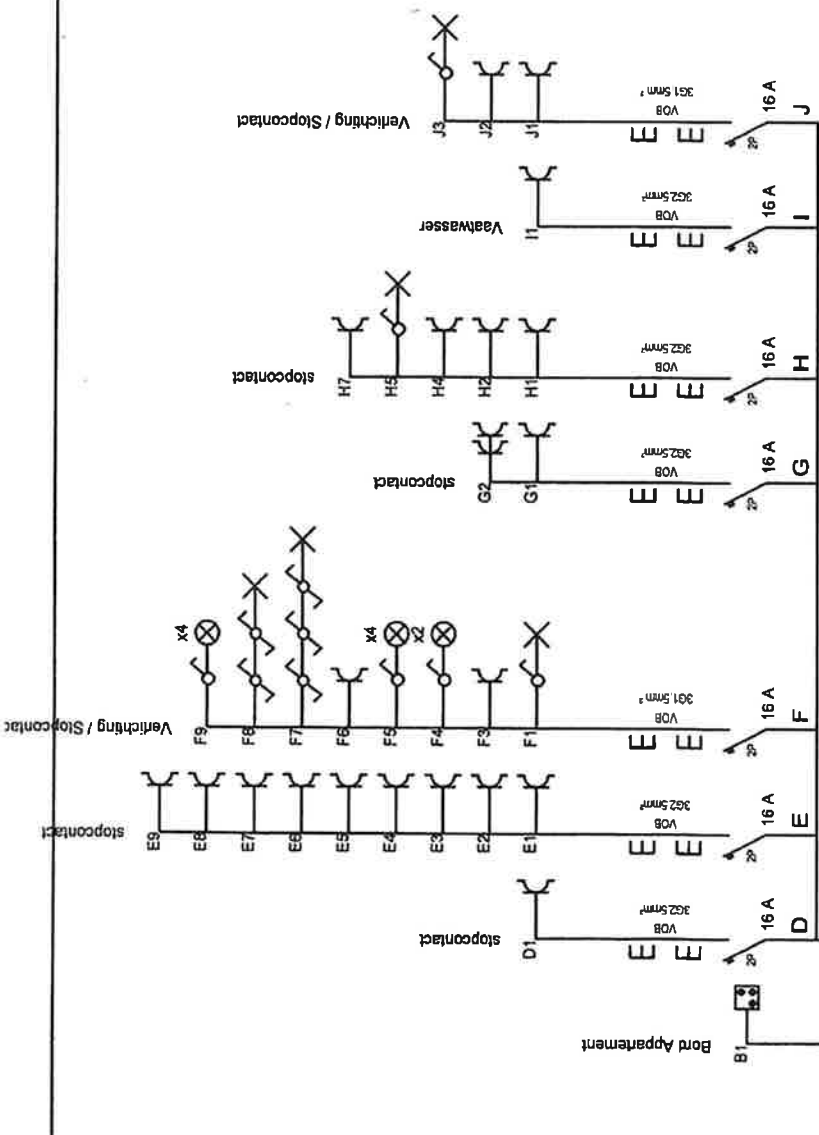 Verlichting / Stopcontact
J3
J2
J1
3G1.5mm²
VOB
2P
16 A
J
Vaatwasser
I1
3G2.5mm²
VOB
2P
16 A
I
stopcontact
H7
H5
H4
H2
H1
3G2.5mm²
VOB
2P
16 A
H
stopcontact
G2
G1
3G2.5mm²
VOB
2P
16 A
G
Verlichting / Stopcontac
x4
x4
x2
F9
F8
F7
F6
F5
F4
F3
F1
3G1.5mm²
VOB
2P
16 A
F
stopcontact
E9
E8
E7
E6
E5
E4
E3
E2
E1
3G2.5mm²
VOB
2P
16 A
E
stopcontact
D1
3G2.5mm²
VOB
2P
16 A
D
Bord Appartement
B1